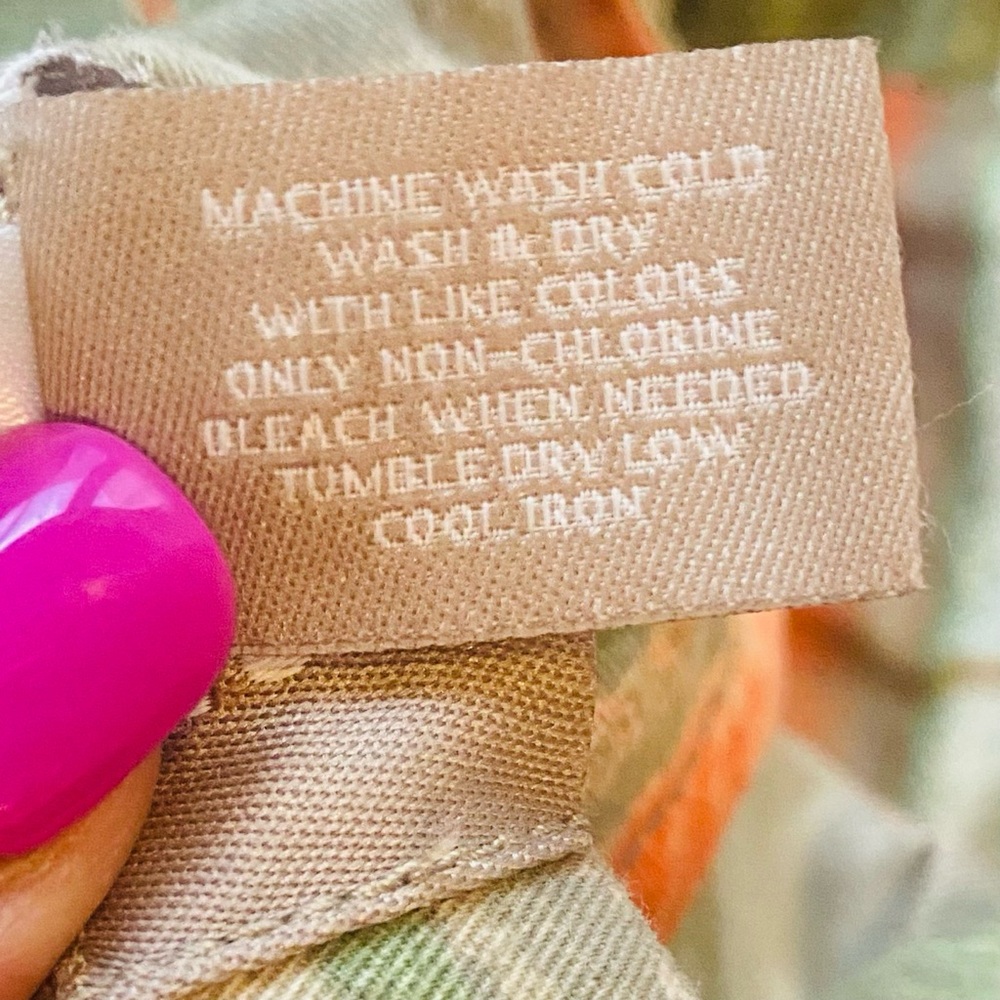 MACHINE WASH COLD
WASH & DRY
WITH LIKE COLORS
ONLY NON-CHLORINE
BLEACH WHEN NEEDED
TUMBLE DRY LOW
COOL IRON